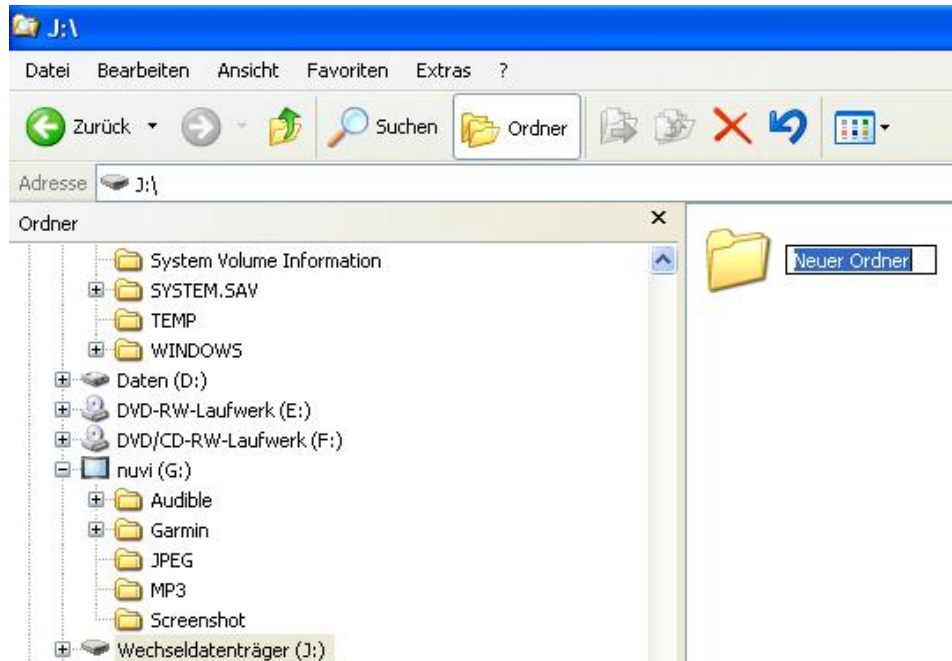 J:\
Datei Bearbeiten Ansicht Favoriten Extras ?
Zurück Suchen Ordner
Adresse J:\
Ordner
System Volume Information
SYSTEM.SAV
TEMP
WINDOWS
Daten (D:)
DVD-RW-Laufwerk (E:)
DVD/CD-RW-Laufwerk (F:)
nuvi (G:)
Audible
Garmin
JPEG
MP3
Screenshot
Wechseldatenträger (J:)
Neuer Ordner